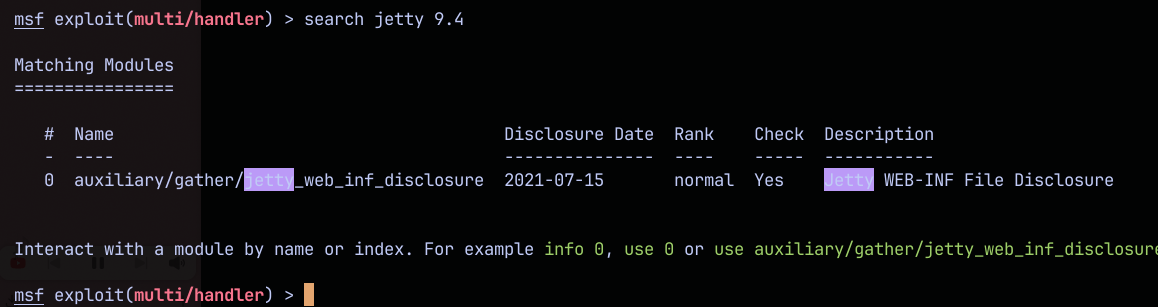 msf exploit(multi/handler) > search jetty 9.4
Matching Modules
================
#  Name                                      Disclosure Date  Rank    Check  Description
-  ----                                      ---------------  ----    -----  -----------
0  auxiliary/gather/jetty_web_inf_disclosure  2021-07-15       normal  Yes    Jetty WEB-INF File Disclosure
Interact with a module by name or index. For example info 0, use 0 or use auxiliary/gather/jetty_web_inf_disclosure
msf exploit(multi/handler) >